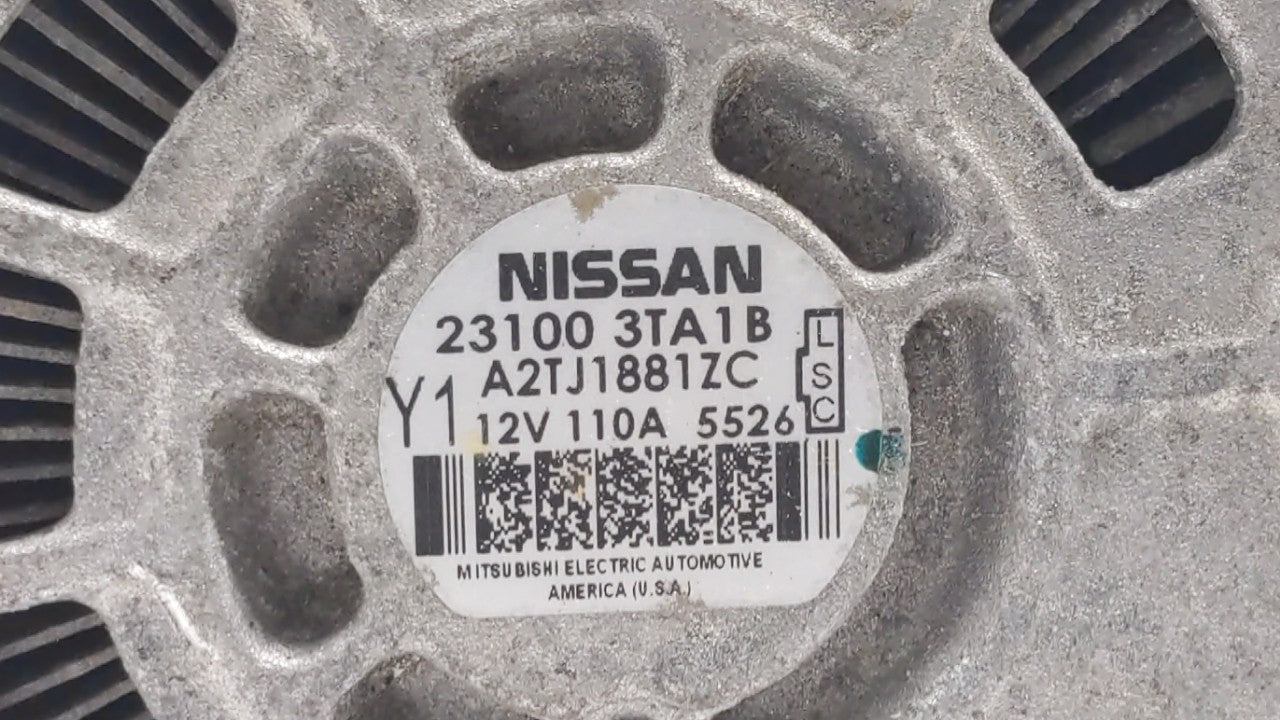 NISSAN
23100 3TA1B
A2TJ1881ZC
Y1
12V 110A 5526
L
S
C
MITSUBISHI ELECTRIC AUTOMOTIVE
AMERICA (U.S.A.)